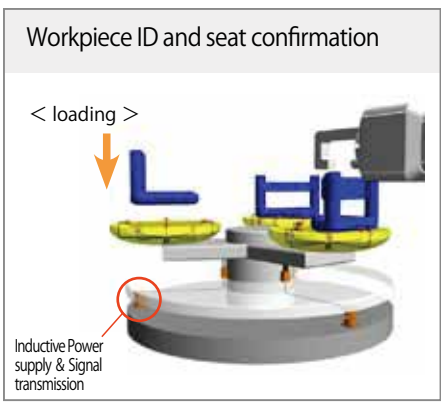 Workpiece ID and seat confirmation
< loading >
Inductive Power
supply & Signal
transmission